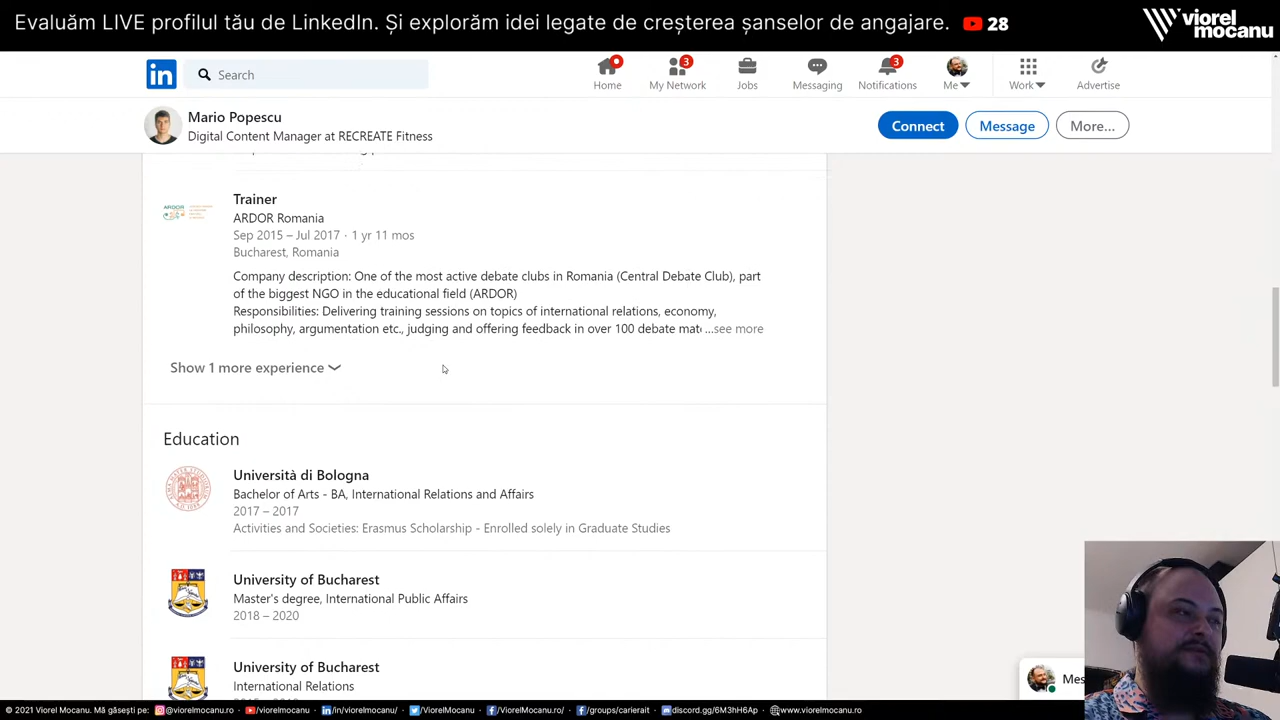 Evaluăm LIVE profilul tău de LinkedIn. Și explorăm idei legate de creșterea șanselor de angajare. 28
viorel mocanu
in Search
Home
3 My Network
Jobs
Messaging
3 Notifications
Me
Work
Advertise
Mario Popescu
Digital Content Manager at RECREATE Fitness
Connect Message More...
Trainer
ARDOR
ARDOR Romania
Sep 2015 – Jul 2017 · 1 yr 11 mos
Bucharest, Romania
Company description: One of the most active debate clubs in Romania (Central Debate Club), part
of the biggest NGO in the educational field (ARDOR)
Responsibilities: Delivering training sessions on topics of international relations, economy,
philosophy, argumentation etc., judging and offering feedback in over 100 debate mat ...see more
Show 1 more experience
Education
Università di Bologna
Bachelor of Arts - BA, International Relations and Affairs
2017 – 2017
Activities and Societies: Erasmus Scholarship - Enrolled solely in Graduate Studies
University of Bucharest
Master's degree, International Public Affairs
2018 – 2020
University of Bucharest
International Relations
Mes
© 2021 Viorel Mocanu. Mă găsești pe: @viorelmocanu.ro · /viorelmocanu · /in/viorelmocanu/ · /ViorelMocanu · /ViorelMocanu.ro/ · /groups/carierait · discord.gg/6M3hH6Ap · www.viorelmocanu.ro